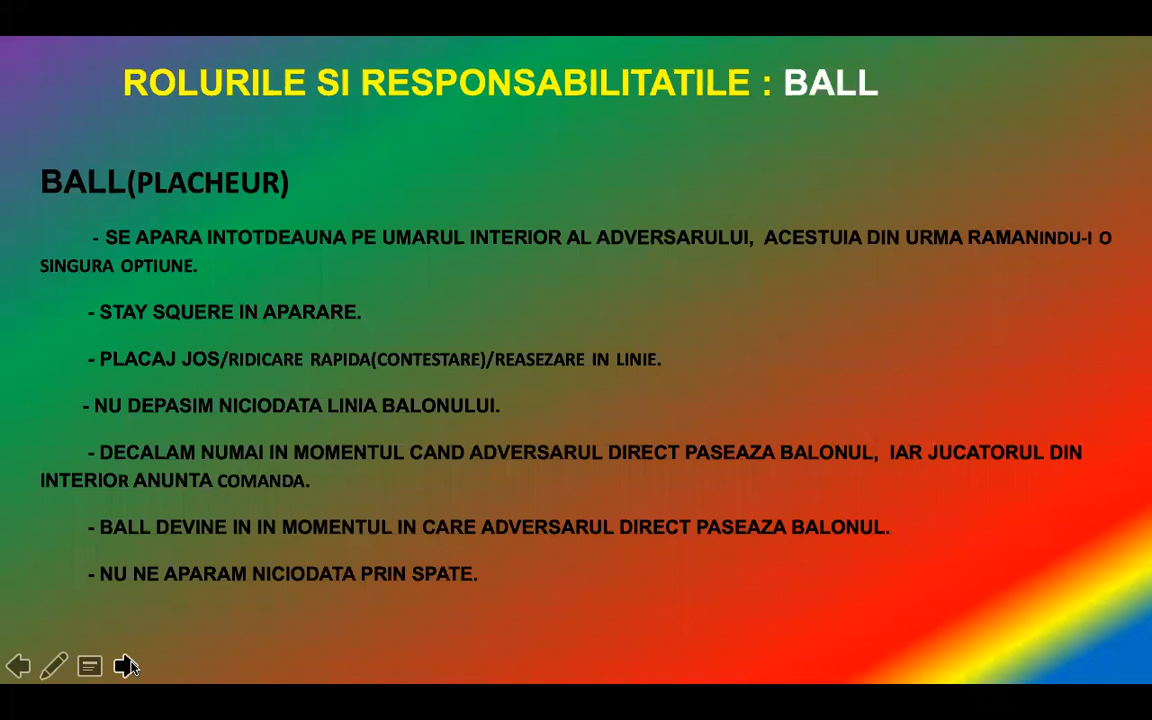 ROLURILE SI RESPONSABILITATILE : BALL
BALL(PLACHEUR)
- SE APARA INTOTDEAUNA PE UMARUL INTERIOR AL ADVERSARULUI, ACESTUIA DIN URMA RAMANINDU-I O
SINGURA OPTIUNE.
- STAY SQUERE IN APARARE.
- PLACAJ JOS/RIDICARE RAPIDA(CONTESTARE)/REASEZARE IN LINIE.
- NU DEPASIM NICIODATA LINIA BALONULUI.
- DECALAM NUMAI IN MOMENTUL CAND ADVERSARUL DIRECT PASEAZA BALONUL, IAR JUCATORUL DIN
INTERIOR ANUNTA COMANDA.
- BALL DEVINE IN IN MOMENTUL IN CARE ADVERSARUL DIRECT PASEAZA BALONUL.
- NU NE APARAM NICIODATA PRIN SPATE.